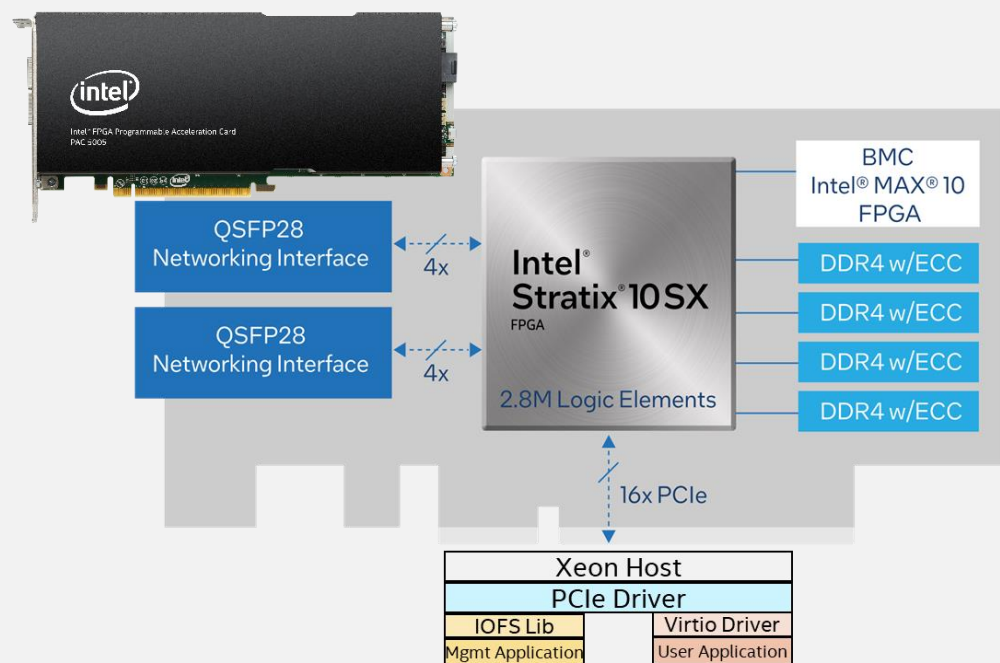 intel
Intel® FPGA Programmable Acceleration Card
PAC S005
intel
QSFP28
Networking Interface
4x
QSFP28
Networking Interface
4x
Intel®
Stratix® 10 SX
FPGA
2.8M Logic Elements
BMC
Intel® MAX® 10
FPGA
DDR4 w/ECC
DDR4 w/ECC
DDR4 w/ECC
DDR4 w/ECC
16x PCIe
Xeon Host
PCIe Driver
IOFS Lib
Virtio Driver
Mgmt Application
User Application